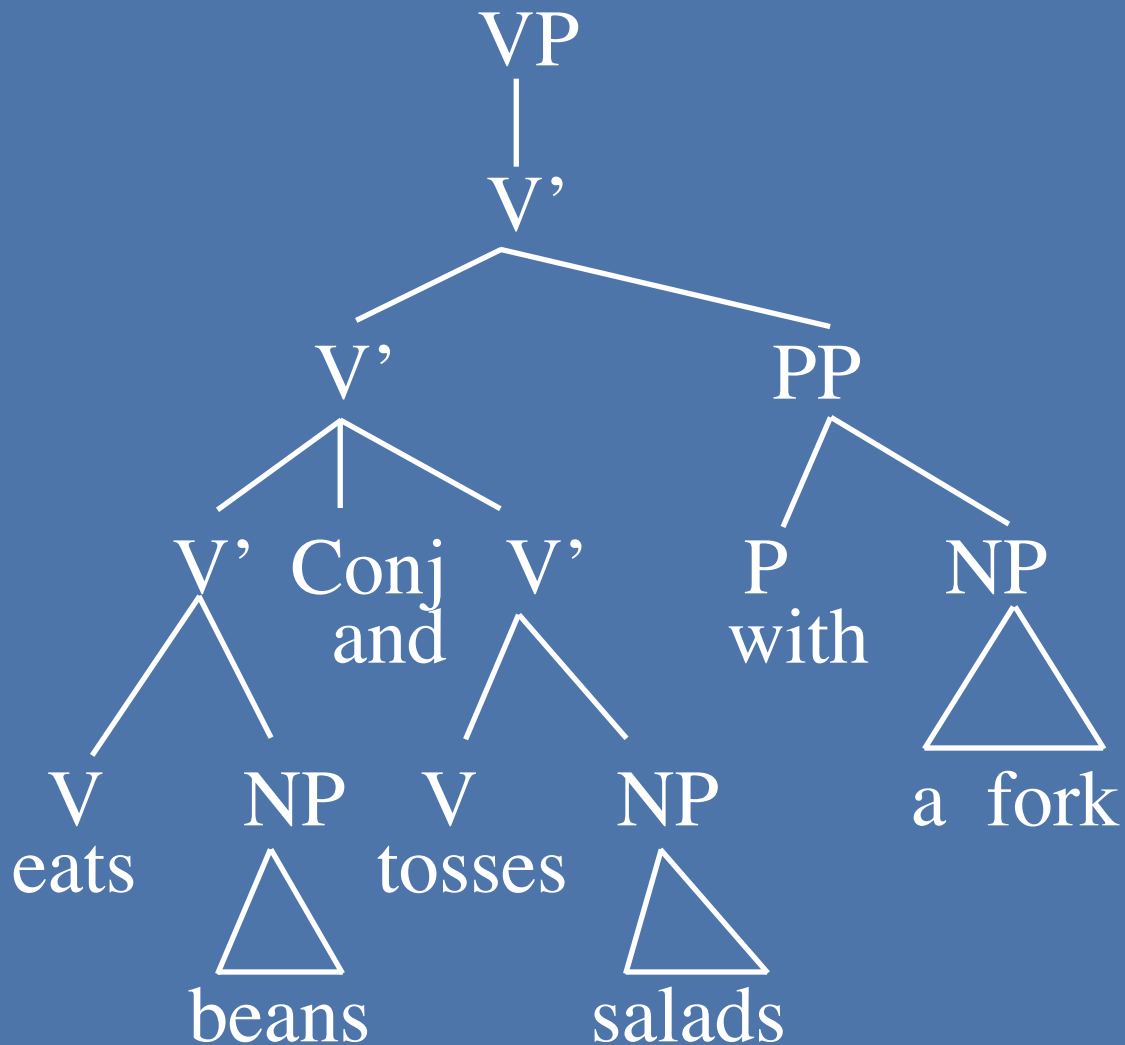 VP
V’
V’ PP
V’ Conj V’ P NP
and with
V NP V NP a fork
eats tosses
beans salads